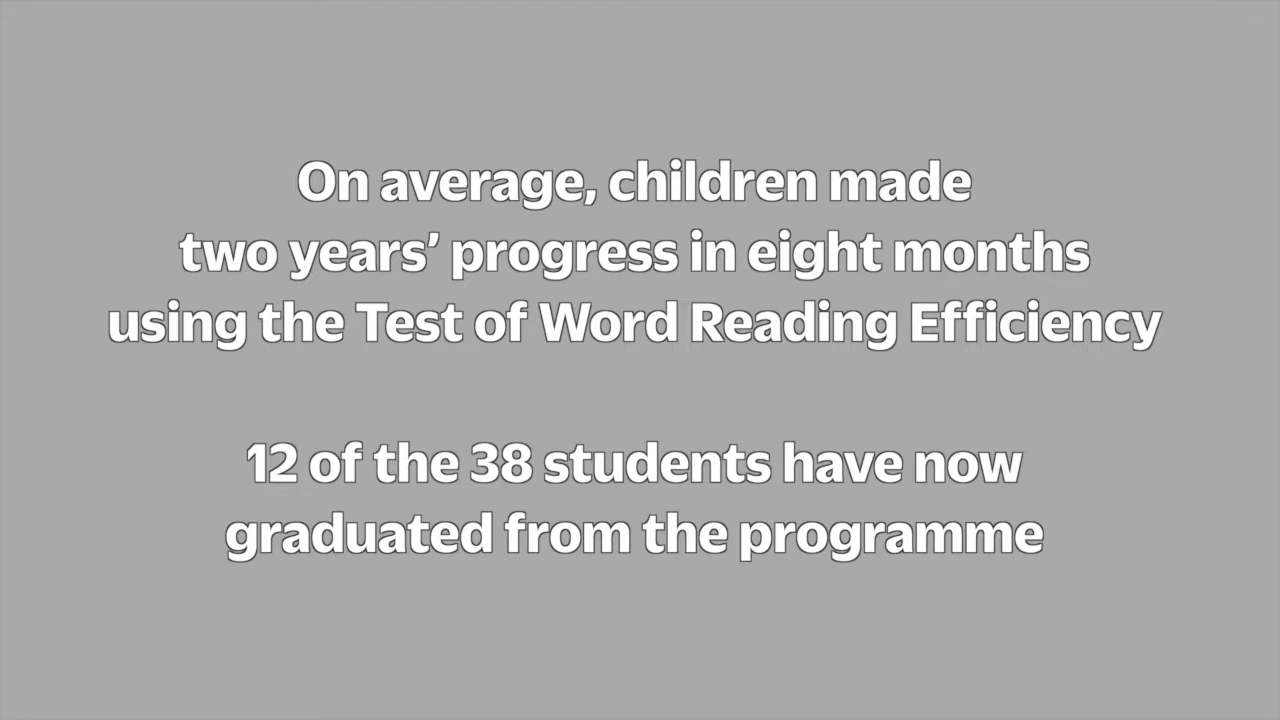 On average, children made
two years’ progress in eight months
using the Test of Word Reading Efficiency
12 of the 38 students have now
graduated from the programme